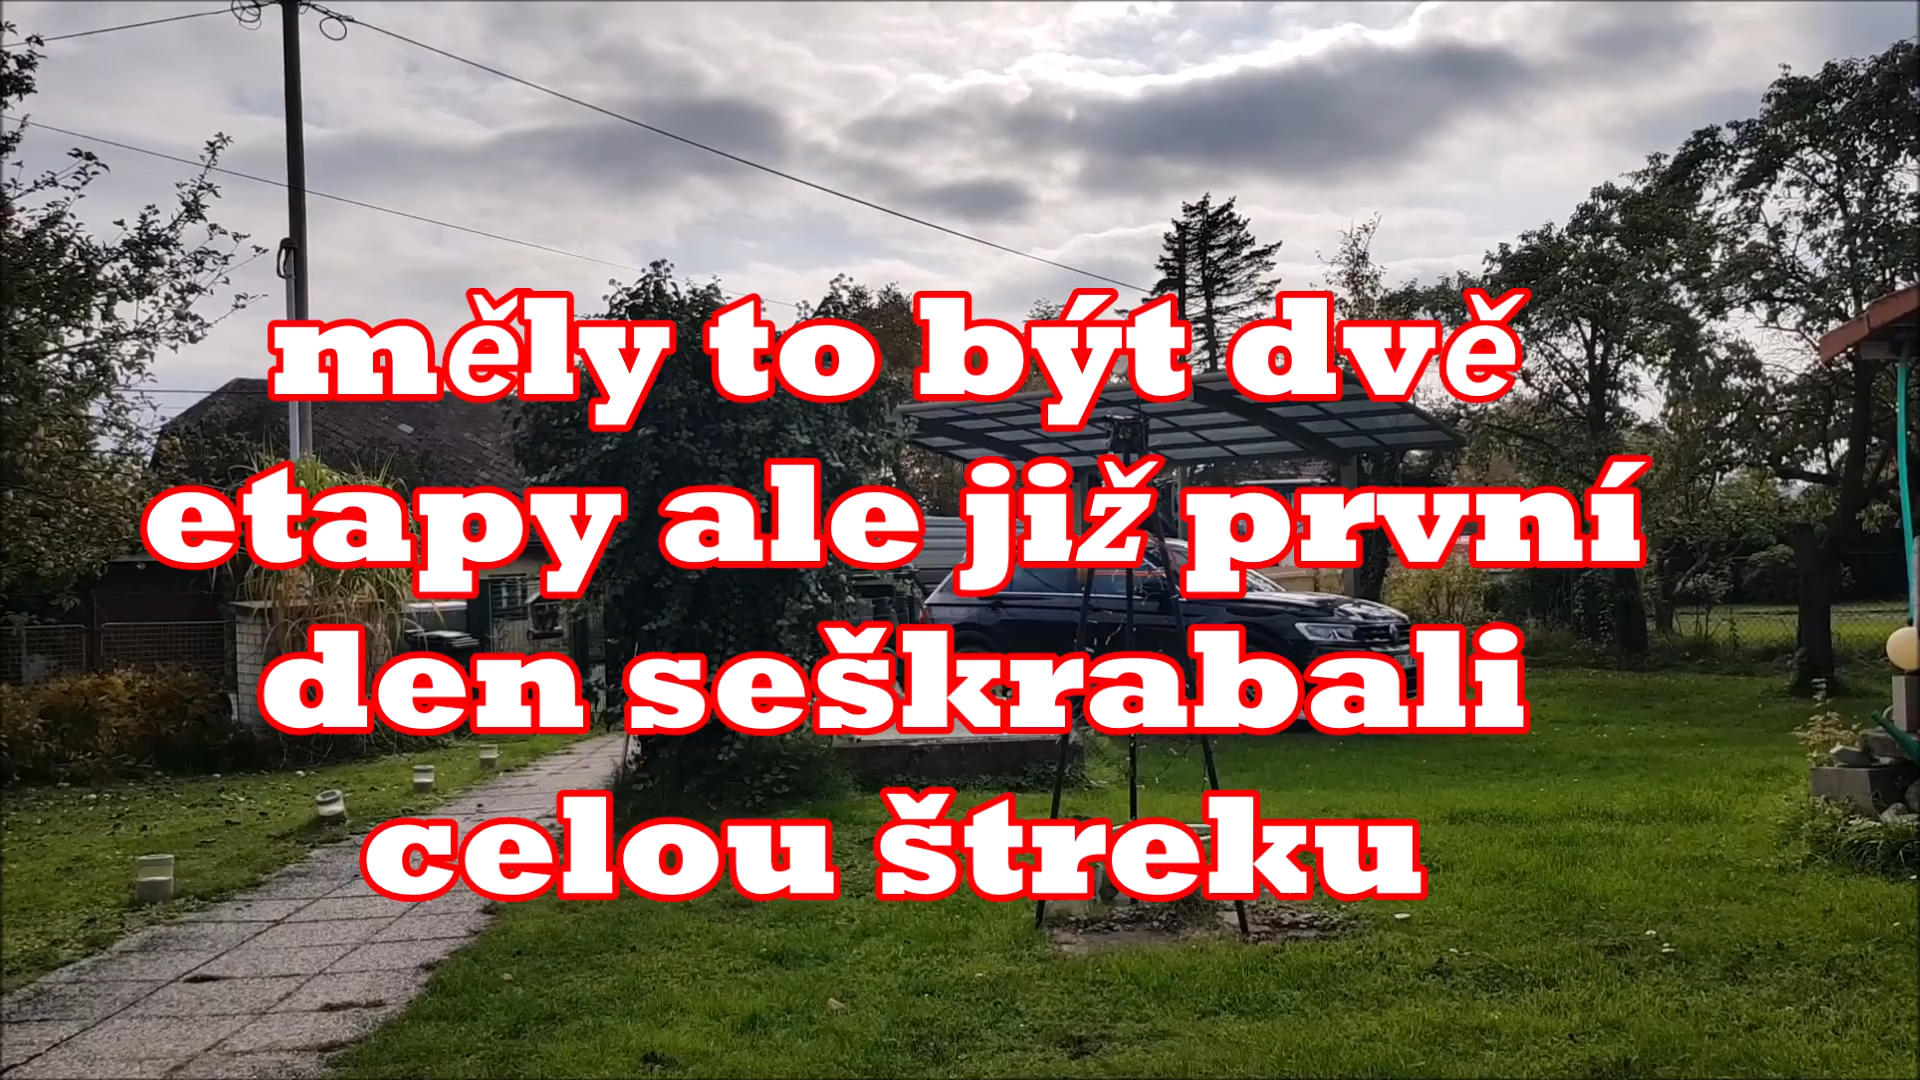 měly to být dvě
etapy ale již první
den seškrabali
celou štreku